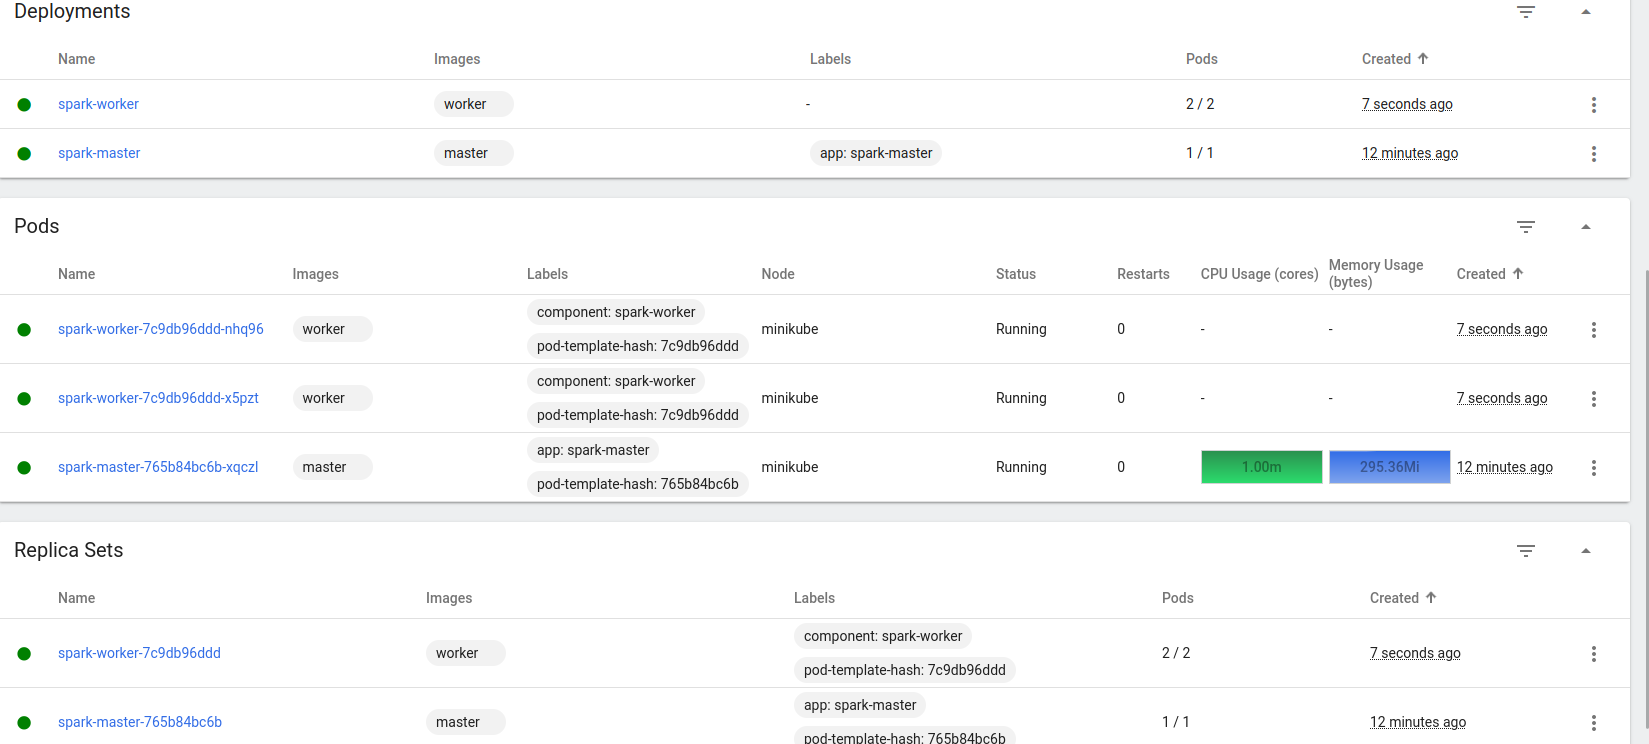 Deployments
Name Images Labels Pods Created
spark-worker worker - 2 / 2 7 seconds ago
spark-master master app: spark-master 1 / 1 12 minutes ago
Pods
Name Images Labels Node Status Restarts CPU Usage (cores) Memory Usage (bytes) Created
spark-worker-7c9db96ddd-nhq96 worker component: spark-worker minikube Running 0 - - 7 seconds ago
pod-template-hash: 7c9db96ddd
spark-worker-7c9db96ddd-x5pzt worker component: spark-worker minikube Running 0 - - 7 seconds ago
pod-template-hash: 7c9db96ddd
spark-master-765b84bc6b-xqczl master app: spark-master minikube Running 0 1.00m 295.36Mi 12 minutes ago
pod-template-hash: 765b84bc6b
Replica Sets
Name Images Labels Pods Created
spark-worker-7c9db96ddd worker component: spark-worker 2 / 2 7 seconds ago
pod-template-hash: 7c9db96ddd
spark-master-765b84bc6b master app: spark-master 1 / 1 12 minutes ago
pod-template-hash: 765b84bc6b